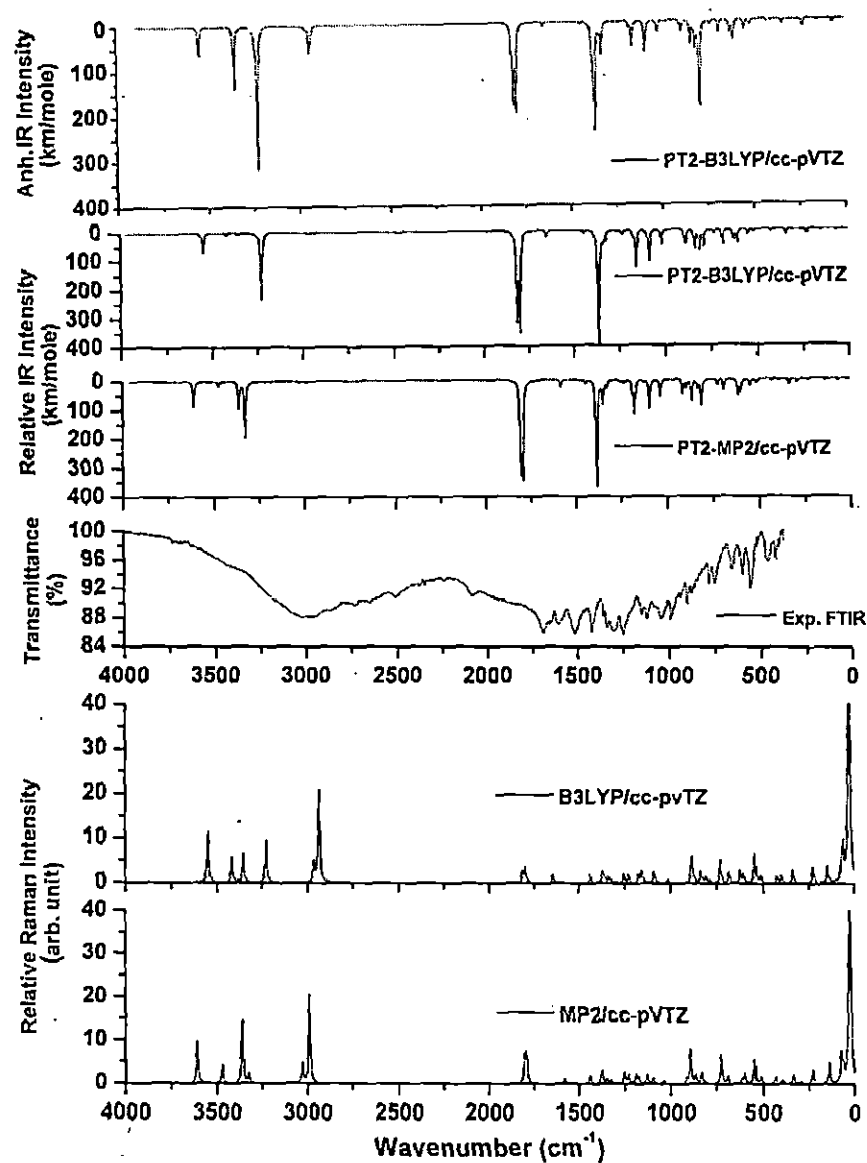 0
100
200
300
400
Anh.IR Intensity
(km/mole)
PT2-B3LYP/cc-pVTZ
0
100
200
300
400
PT2-B3LYP/cc-pVTZ
Relative IR Intensity
(km/mole)
0
100
200
300
400
PT2-MP2/cc-pVTZ
100
96
92
88
84
Transmittance
(%)
Exp. FTIR
4000 3500 3000 2500 2000 1500 1000 500 0
40
30
20
10
0
B3LYP/cc-pvTZ
Relative Raman Intensity
(arb. unit)
40
30
20
10
0
MP2/cc-pVTZ
4000 3500 3000 2500 2000 1500 1000 500 0
Wavenumber (cm⁻¹)